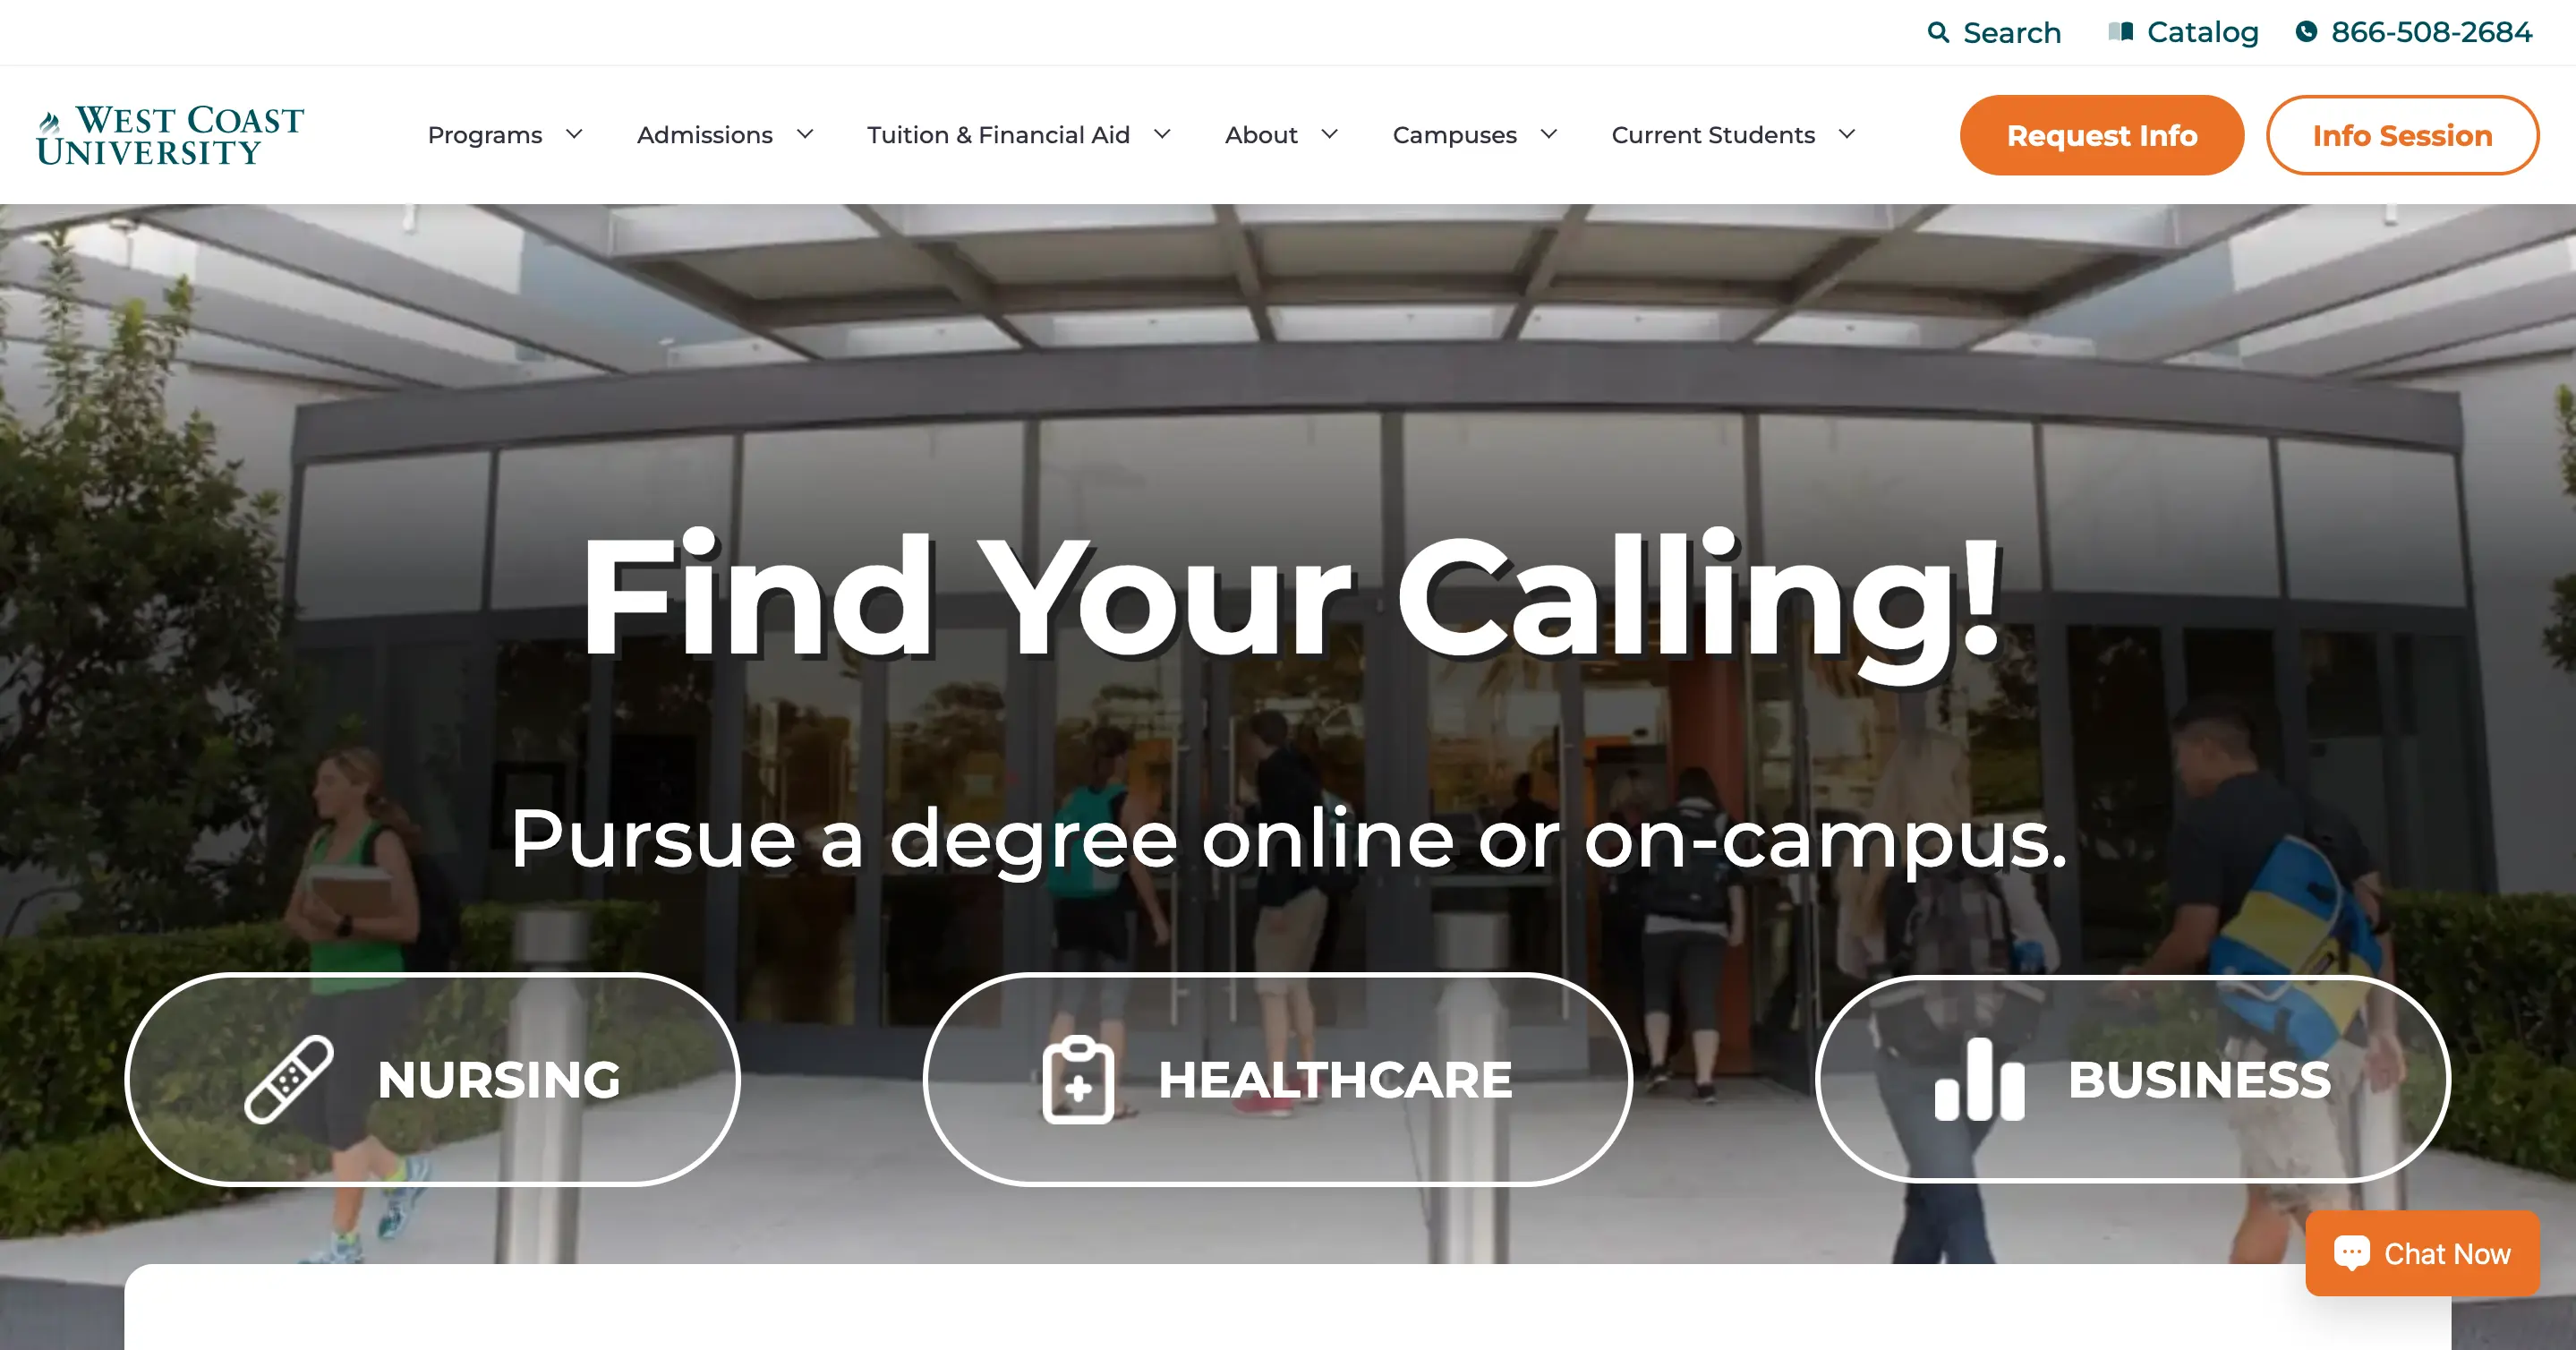 Search Catalog 866-508-2684
WEST COAST
UNIVERSITY
Programs Admissions Tuition & Financial Aid About Campuses Current Students Request Info Info Session
Find Your Calling!
Pursue a degree online or on-campus.
NURSING HEALTHCARE BUSINESS
Chat Now